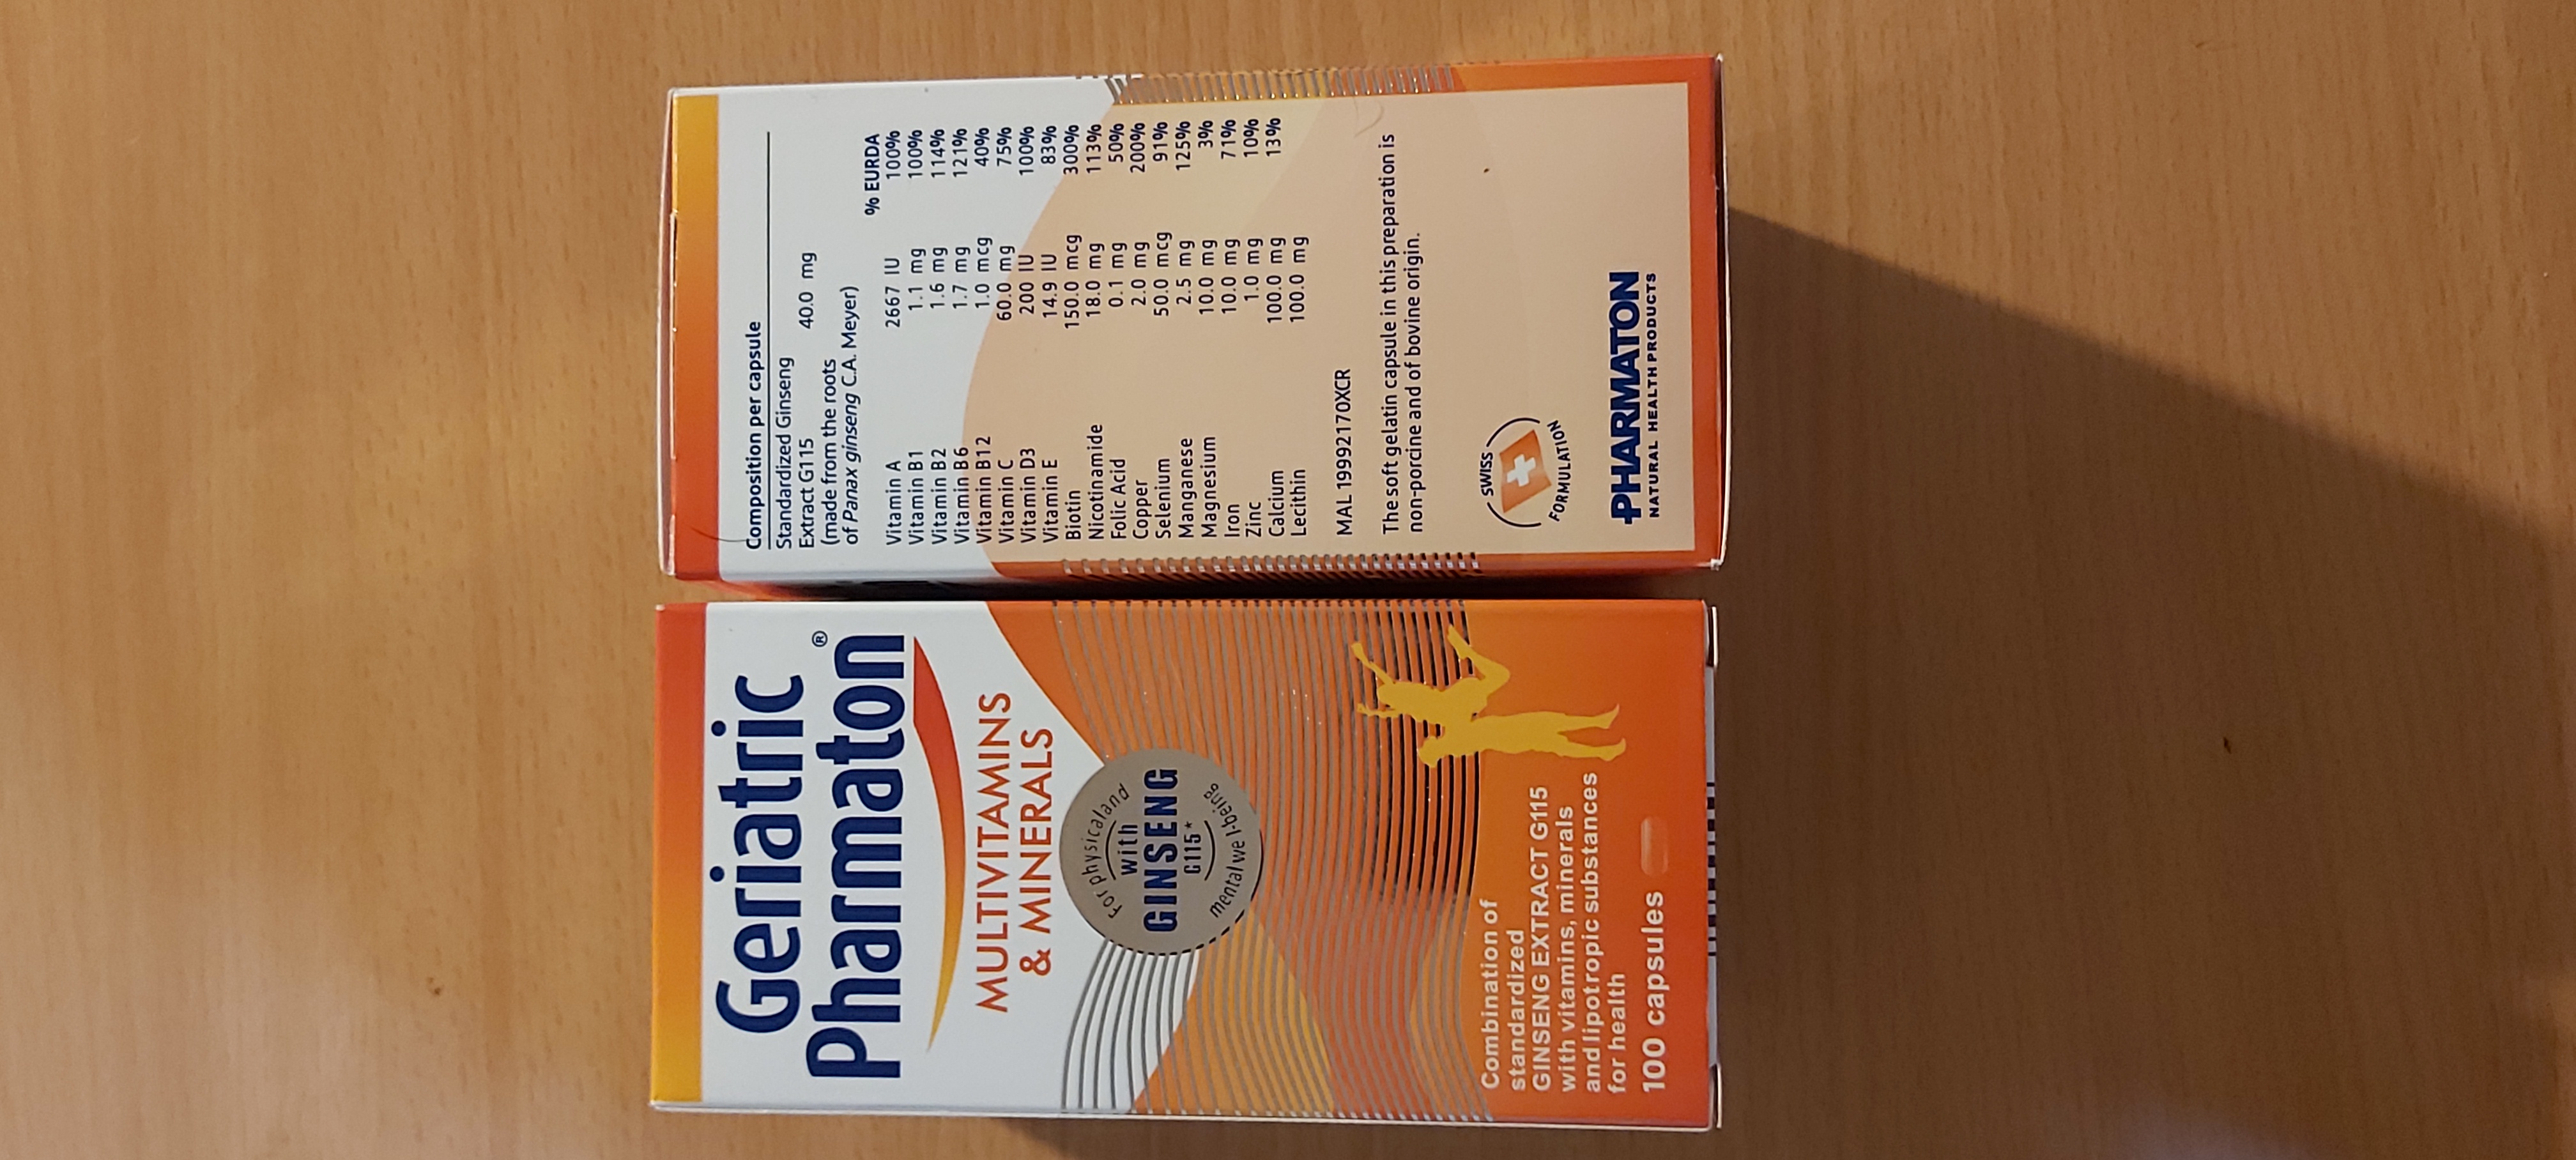 Geriatric
Pharmaton®
MULTIVITAMINS
& MINERALS
For physical and
with
GINSENG
G115*
mental wel-being
Combination of
standardized
GINSENG EXTRACT G115
with vitamins, minerals
and lipotropic substances
for health
100 capsules
Composition per capsule
Standardized Ginseng
Extract G115 40.0 mg
(made from the roots
of Panax ginseng C.A. Meyer)
% EURDA
Vitamin A 2667 IU 100%
Vitamin B1 1.1 mg 100%
Vitamin B2 1.6 mg 114%
Vitamin B6 1.7 mg 121%
Vitamin B12 1.0 mcg 40%
Vitamin C 60.0 mg 75%
Vitamin D3 200 IU 100%
Vitamin E 14.9 IU 83%
Biotin 150.0 mcg 300%
Nicotinamide 18.0 mg 113%
Folic Acid 0.1 mg 50%
Copper 2.0 mg 200%
Selenium 50.0 mcg 91%
Manganese 2.5 mg 125%
Magnesium 10.0 mg 3%
Iron 10.0 mg 71%
Zinc 1.0 mg 10%
Calcium 100.0 mg 13%
Lecithin 100.0 mg
MAL 19992170XCR
The soft gelatin capsule in this preparation is
non-porcine and of bovine origin.
SWISS
FORMULATION
PHARMATON
NATURAL HEALTH PRODUCTS